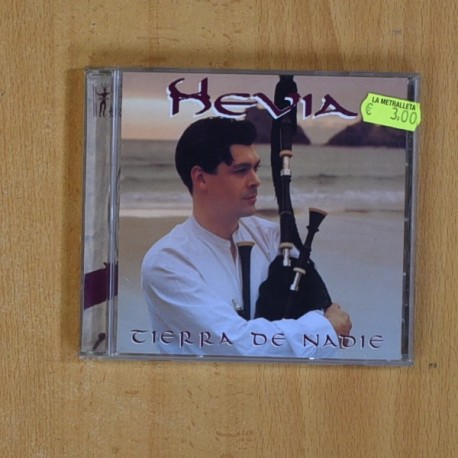 HEVIA
LA METRALLETA
€ 3,00
TIERRA DE NADIE